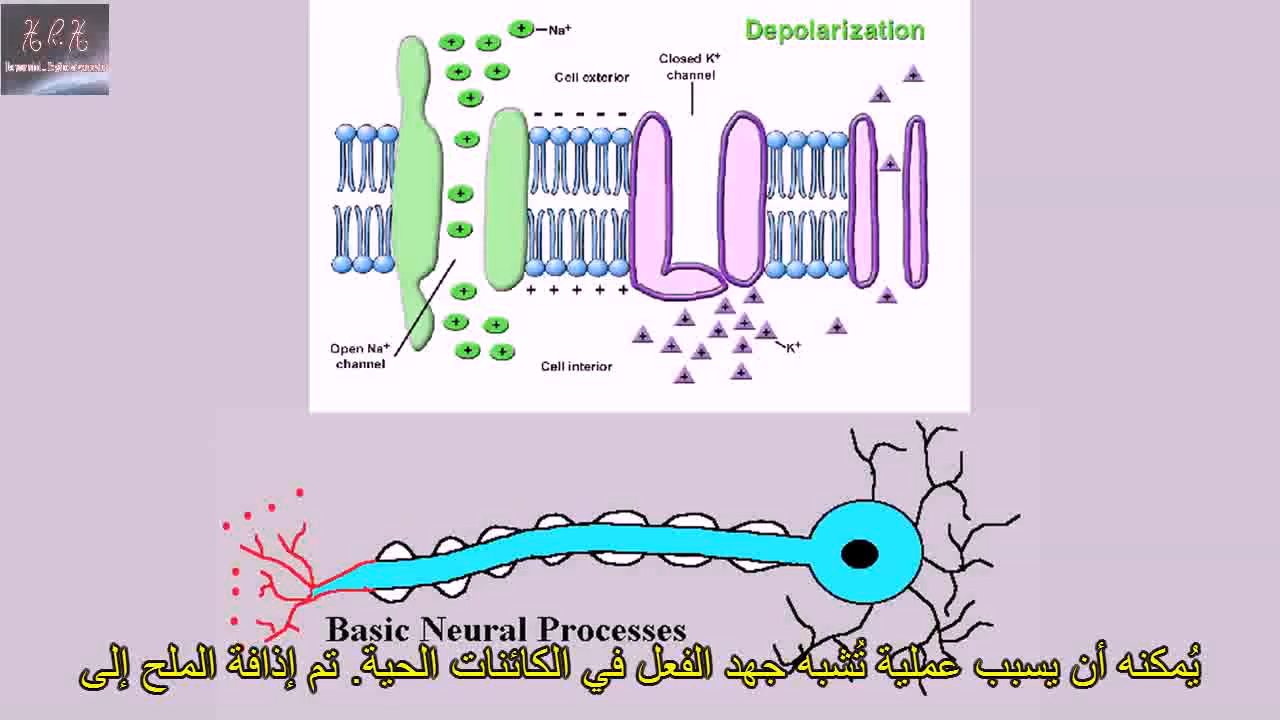 Ж Р. Ж
Depolarization
Na⁺
Closed K⁺
channel
Cell exterior
- - - - -
+ + + + +
Open Na⁺
channel
Cell interior
K⁺
Basic Neural Processes
يُمكنه أن يسبب عملية تُشبه جهد الفعل في الكائنات الحية. تم إذافة الملح إلى